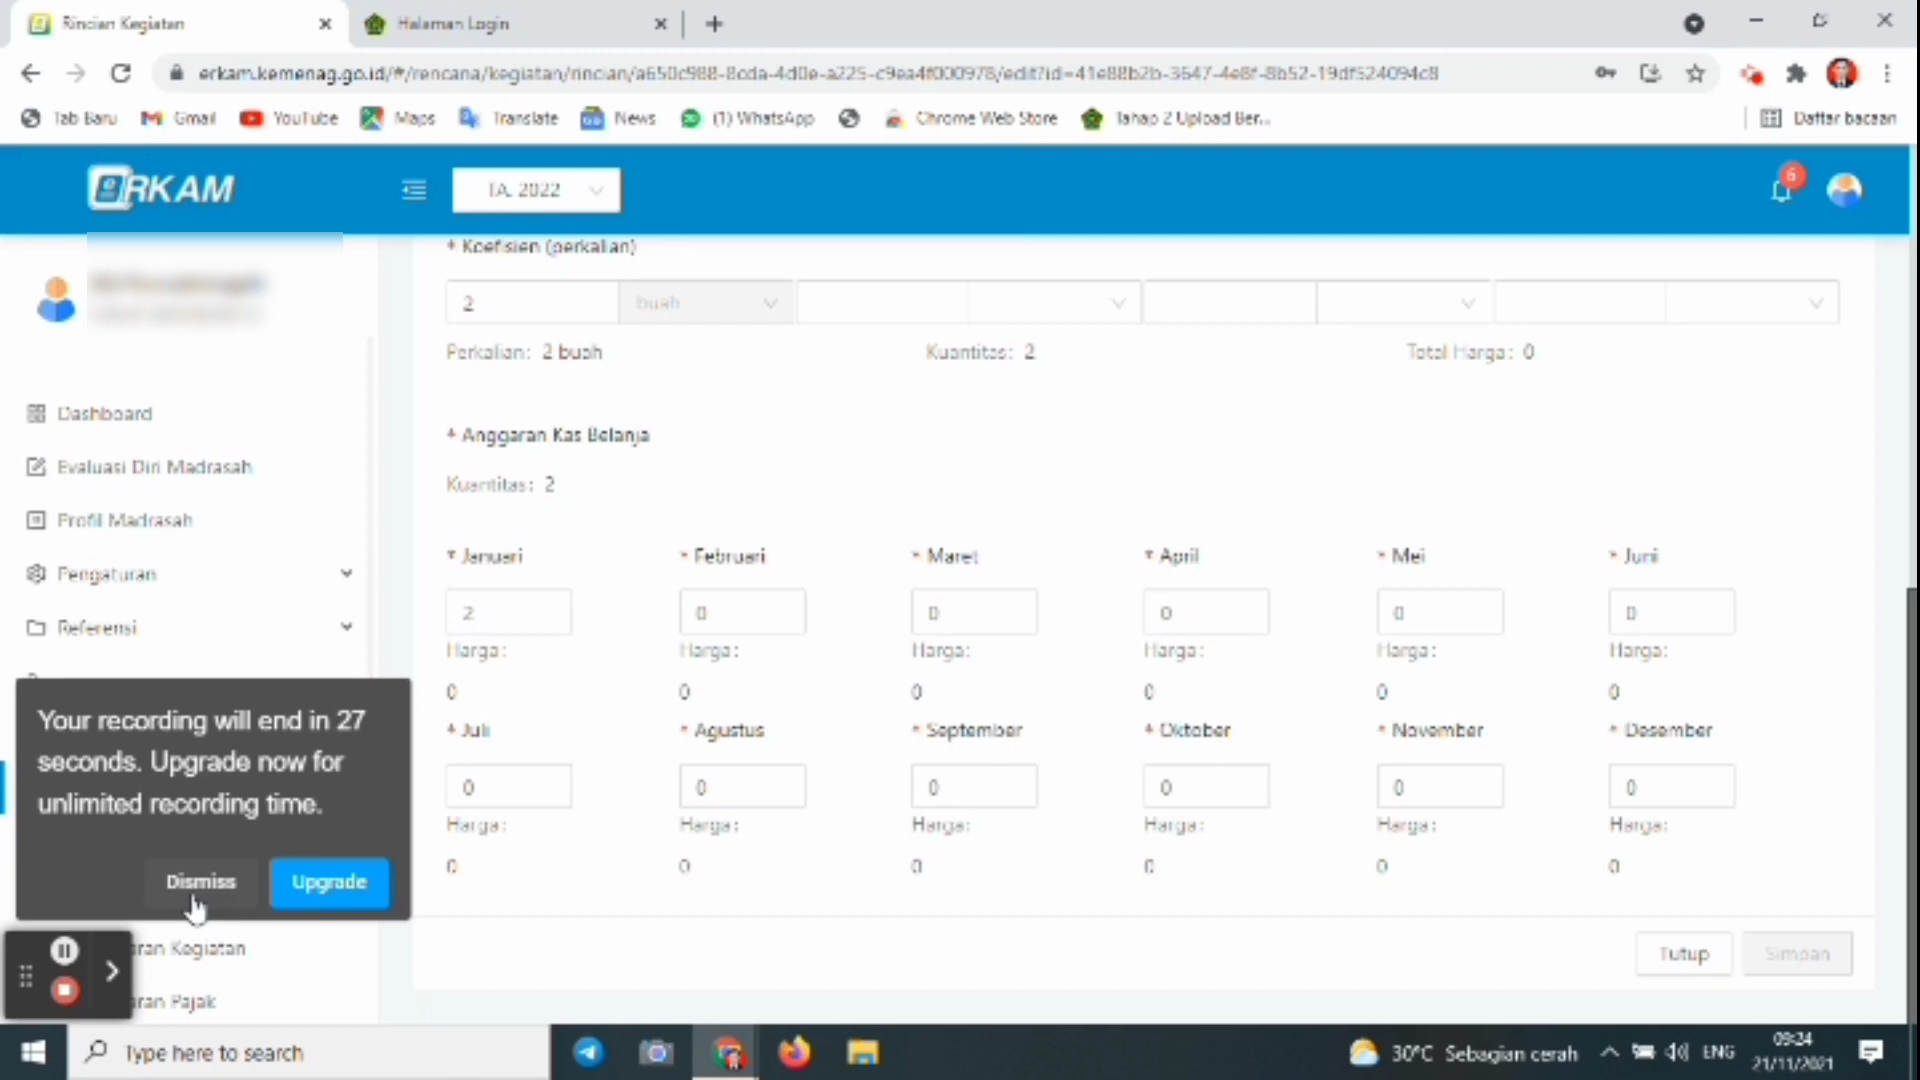 Rincian Kegiatan
Halaman Login
erkam.kemenag.go.id/#/rencana/kegiatan/rincian/a650c988-8cda-4d0e-a225-c9ea4f000978/edit?id=41e88b2b-3647-4e8f-8b52-19df524094c8
Tab Baru Gmail YouTube Maps Translate News (1) WhatsApp Chrome Web Store Tahap 2 Upload Ber... Daftar bacaan
eRKAM
TA. 2022
6
* Koefisien (perkalian)
2 buah
Perkalian: 2 buah Kuantitas: 2 Total Harga: 0
Dashboard
Evaluasi Diri Madrasah
Profil Madrasah
Pengaturan
Referensi
* Anggaran Kas Belanja
Kuantitas: 2
* Januari * Februari * Maret * April * Mei * Juni
2 0 0 0 0 0
Harga: Harga: Harga: Harga: Harga: Harga:
0 0 0 0 0 0
* Juli * Agustus * September * Oktober * November * Desember
0 0 0 0 0 0
Harga: Harga: Harga: Harga: Harga: Harga:
0 0 0 0 0 0
Your recording will end in 27
seconds. Upgrade now for
unlimited recording time.
Dismiss Upgrade
aran Kegiatan
aran Pajak
Tutup Simpan
Type here to search
30°C Sebagian cerah ENG
09:24
21/11/2021